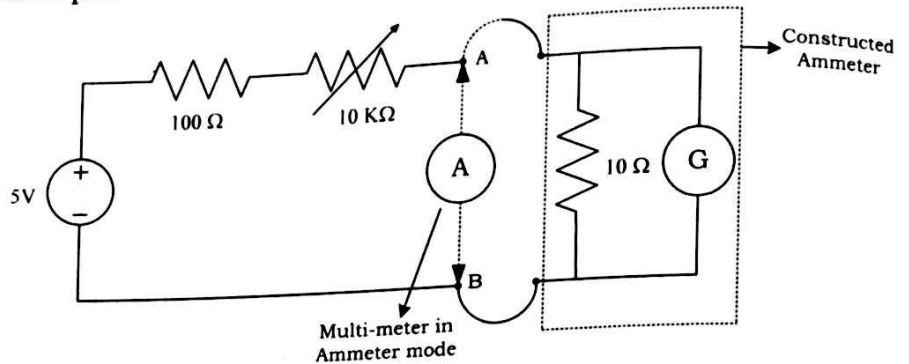 A
Constructed
Ammeter
100 Ω
10 KΩ
A
10 Ω
G
5V
+
−
B
Multi-meter in
Ammeter mode